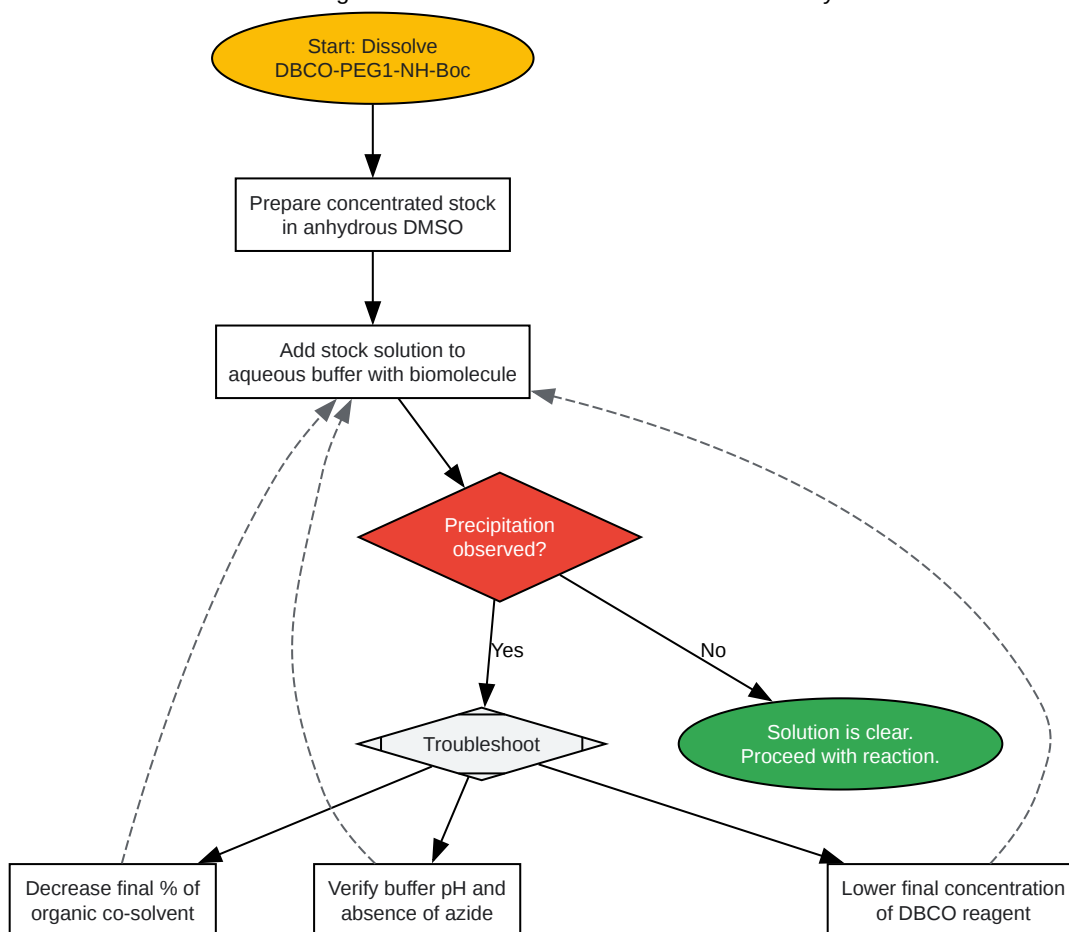 Start: Dissolve
DBCO-PEG1-NH-Boc
Prepare concentrated stock
in anhydrous DMSO
Add stock solution to
aqueous buffer with biomolecule
Precipitation
observed?
Yes
No
Troubleshoot
Solution is clear.
Proceed with reaction.
Decrease final % of
organic co-solvent
Verify buffer pH and
absence of azide
Lower final concentration
of DBCO reagent